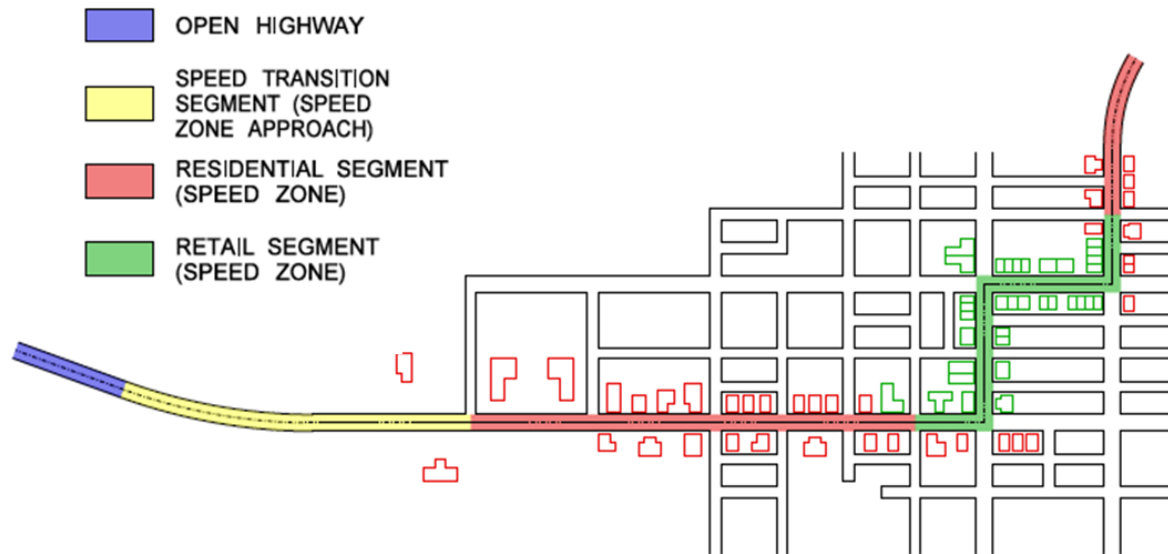 OPEN HIGHWAY
SPEED TRANSITION
SEGMENT (SPEED
ZONE APPROACH)
RESIDENTIAL SEGMENT
(SPEED ZONE)
RETAIL SEGMENT
(SPEED ZONE)